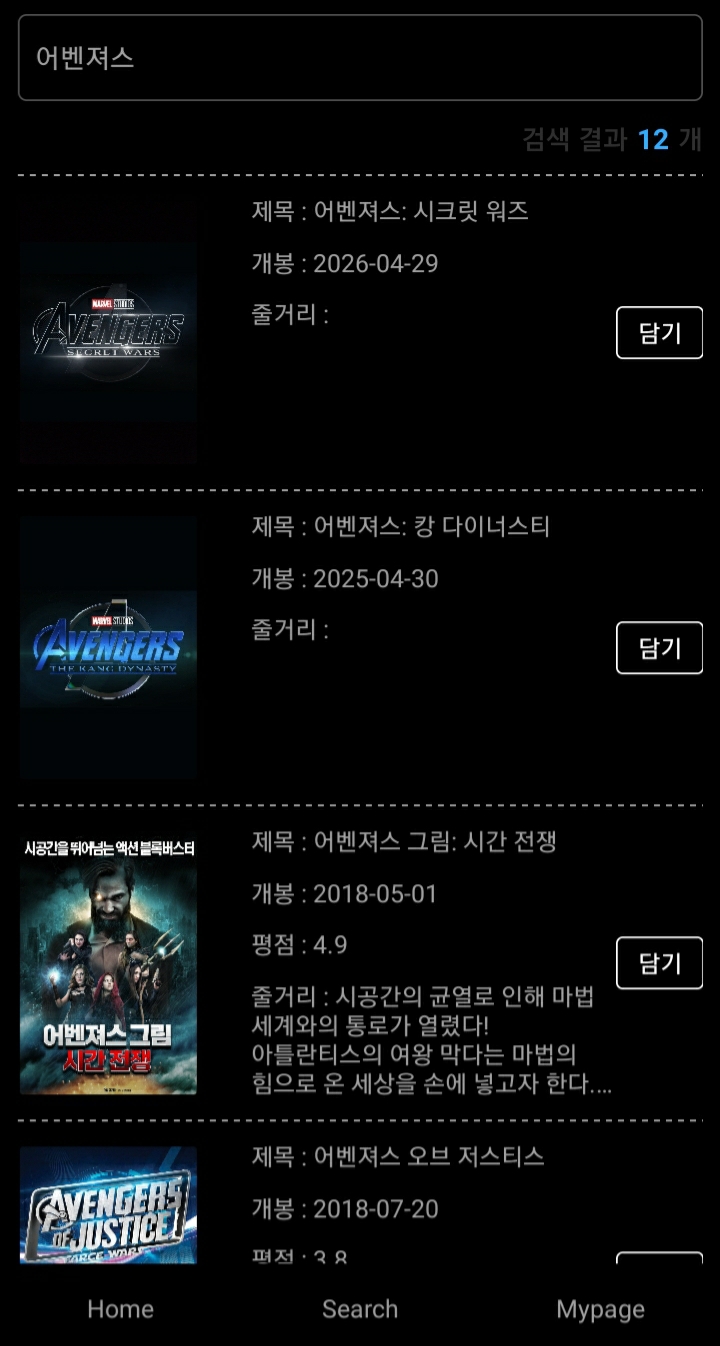 어벤져스
검색 결과 12 개
제목 : 어벤져스: 시크릿 워즈
개봉 : 2026-04-29
줄거리 :
담기
MARVEL STUDIOS
AVENGERS
SECRET WARS
제목 : 어벤져스: 캉 다이너스티
개봉 : 2025-04-30
줄거리 :
담기
MARVEL STUDIOS
AVENGERS
THE KANG DYNASTY
제목 : 어벤져스 그림: 시간 전쟁
개봉 : 2018-05-01
평점 : 4.9
줄거리 : 시공간의 균열로 인해 마법
세계와의 통로가 열렸다!
아틀란티스의 여왕 막다는 마법의
힘으로 온 세상을 손에 넣고자 한다....
담기
시공간을 뛰어넘는 액션 블록버스터
어벤져스 그림
시간 전쟁
제목 : 어벤져스 오브 저스티스
개봉 : 2018-07-20
평점 : 3.8
AVENGERS
OF JUSTICE
FARCE WARS
Home
Search
Mypage